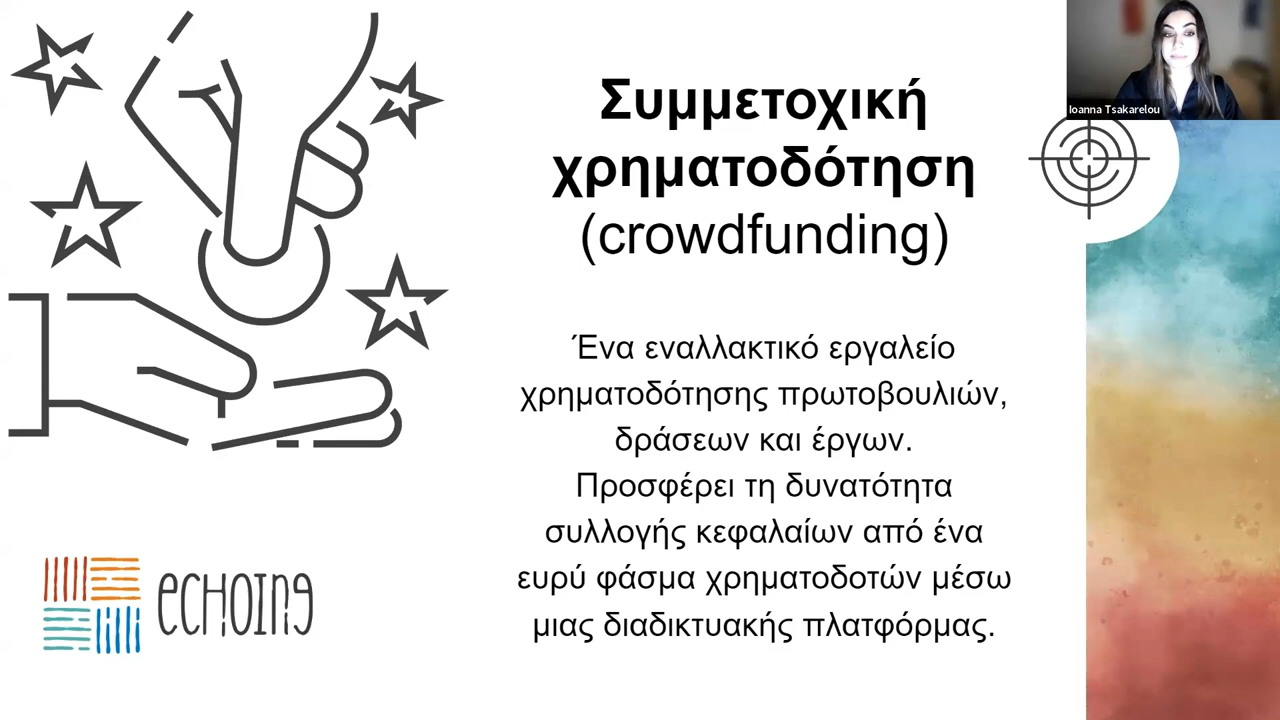 Συμμετοχική
χρηματοδότηση
(crowdfunding)
Ένα εναλλακτικό εργαλείο
χρηματοδότησης πρωτοβουλιών,
δράσεων και έργων.
Προσφέρει τη δυνατότητα
συλλογής κεφαλαίων από ένα
ευρύ φάσμα χρηματοδοτών μέσω
μιας διαδικτυακής πλατφόρμας.
Ioanna Tsakarelou
ECHOING